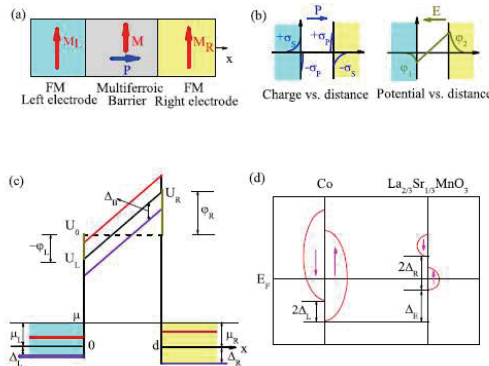 (a)
M_L
M
M_R
P
x
FM
Left electrode
Multiferroic
Barrier
FM
Right electrode
(b)
P
E
+σ_S
+σ_P
-σ_P
-σ_S
φ_1
φ_2
Charge vs. distance
Potential vs. distance
(c)
Δ_B
U_R
φ_R
U_0
-φ_L
U_L
μ
μ_L
Δ_L
0
d
x
μ_R
Δ_R
(d)
Co
La_{2/3}Sr_{1/3}MnO_3
E_F
2Δ_L
2Δ_R
Δ_E